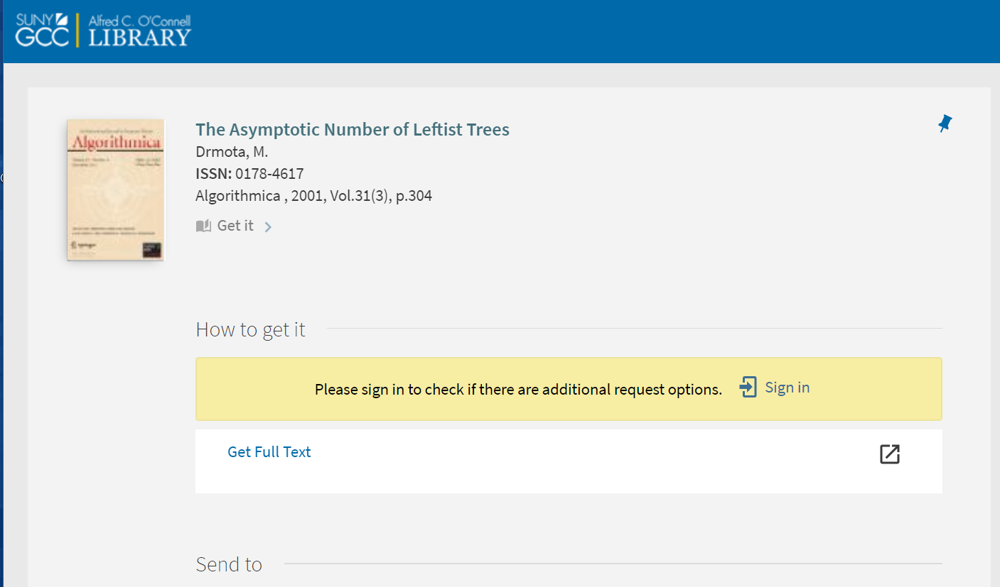 SUNY
GCC
Alfred C. O'Connell
LIBRARY
Algorithmica
The Asymptotic Number of Leftist Trees
Drmota, M.
ISSN: 0178-4617
Algorithmica , 2001, Vol.31(3), p.304
Get it
How to get it
Please sign in to check if there are additional request options.
Sign in
Get Full Text
Send to